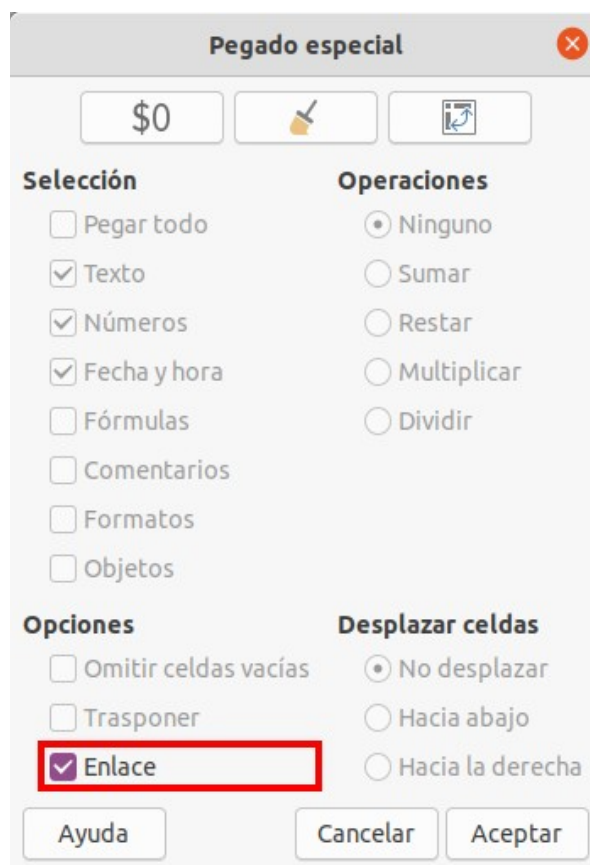 Pegado especial
$0
Selección
Pegar todo
Texto
Números
Fecha y hora
Fórmulas
Comentarios
Formatos
Objetos
Operaciones
Ninguno
Sumar
Restar
Multiplicar
Dividir
Opciones
Omitir celdas vacías
Trasponer
Enlace
Desplazar celdas
No desplazar
Hacia abajo
Hacia la derecha
Ayuda
Cancelar
Aceptar